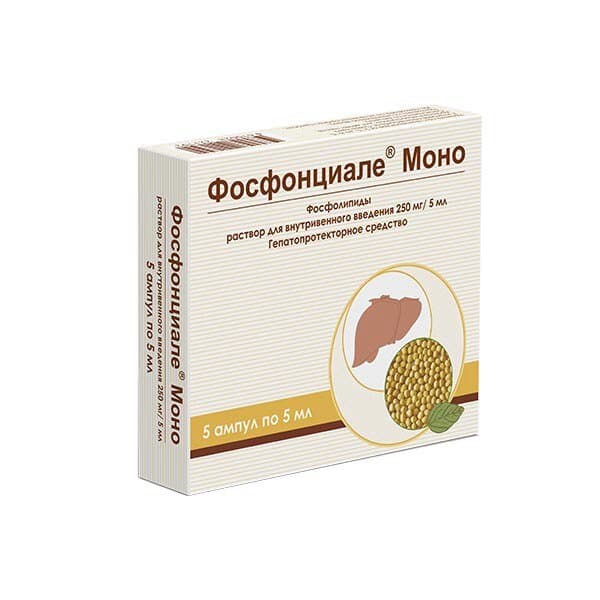 Фосфонциале® Моно
Фосфолипиды
раствор для внутривенного введения 250 мг/ 5 мл
Гепатопротекторное средство
5 ампул по 5 мл
Фосфонциале® Моно
раствор для внутривенного введения 250 мг/ 5 мл
5 ампул по 5 мл